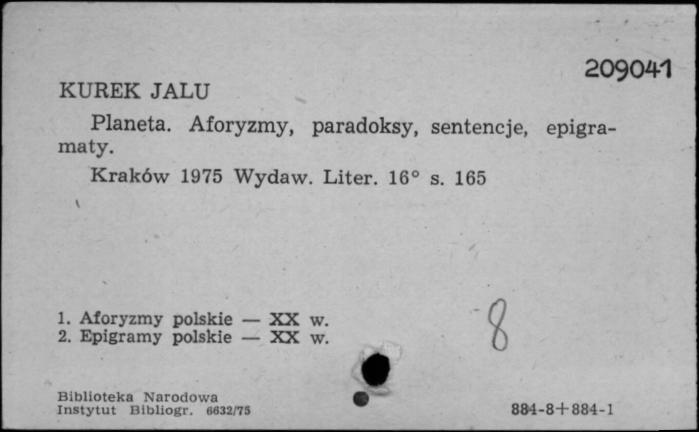 209041
KUREK JALU
Planeta. Aforyzmy, paradoksy, sentencje, epigra-
maty.
Kraków 1975 Wydaw. Liter. 16° s. 165
1. Aforyzmy polskie — XX w.
2. Epigramy polskie — XX w.
8
Biblioteka Narodowa
Instytut Bibliogr. 6632/75
884-8+884-1